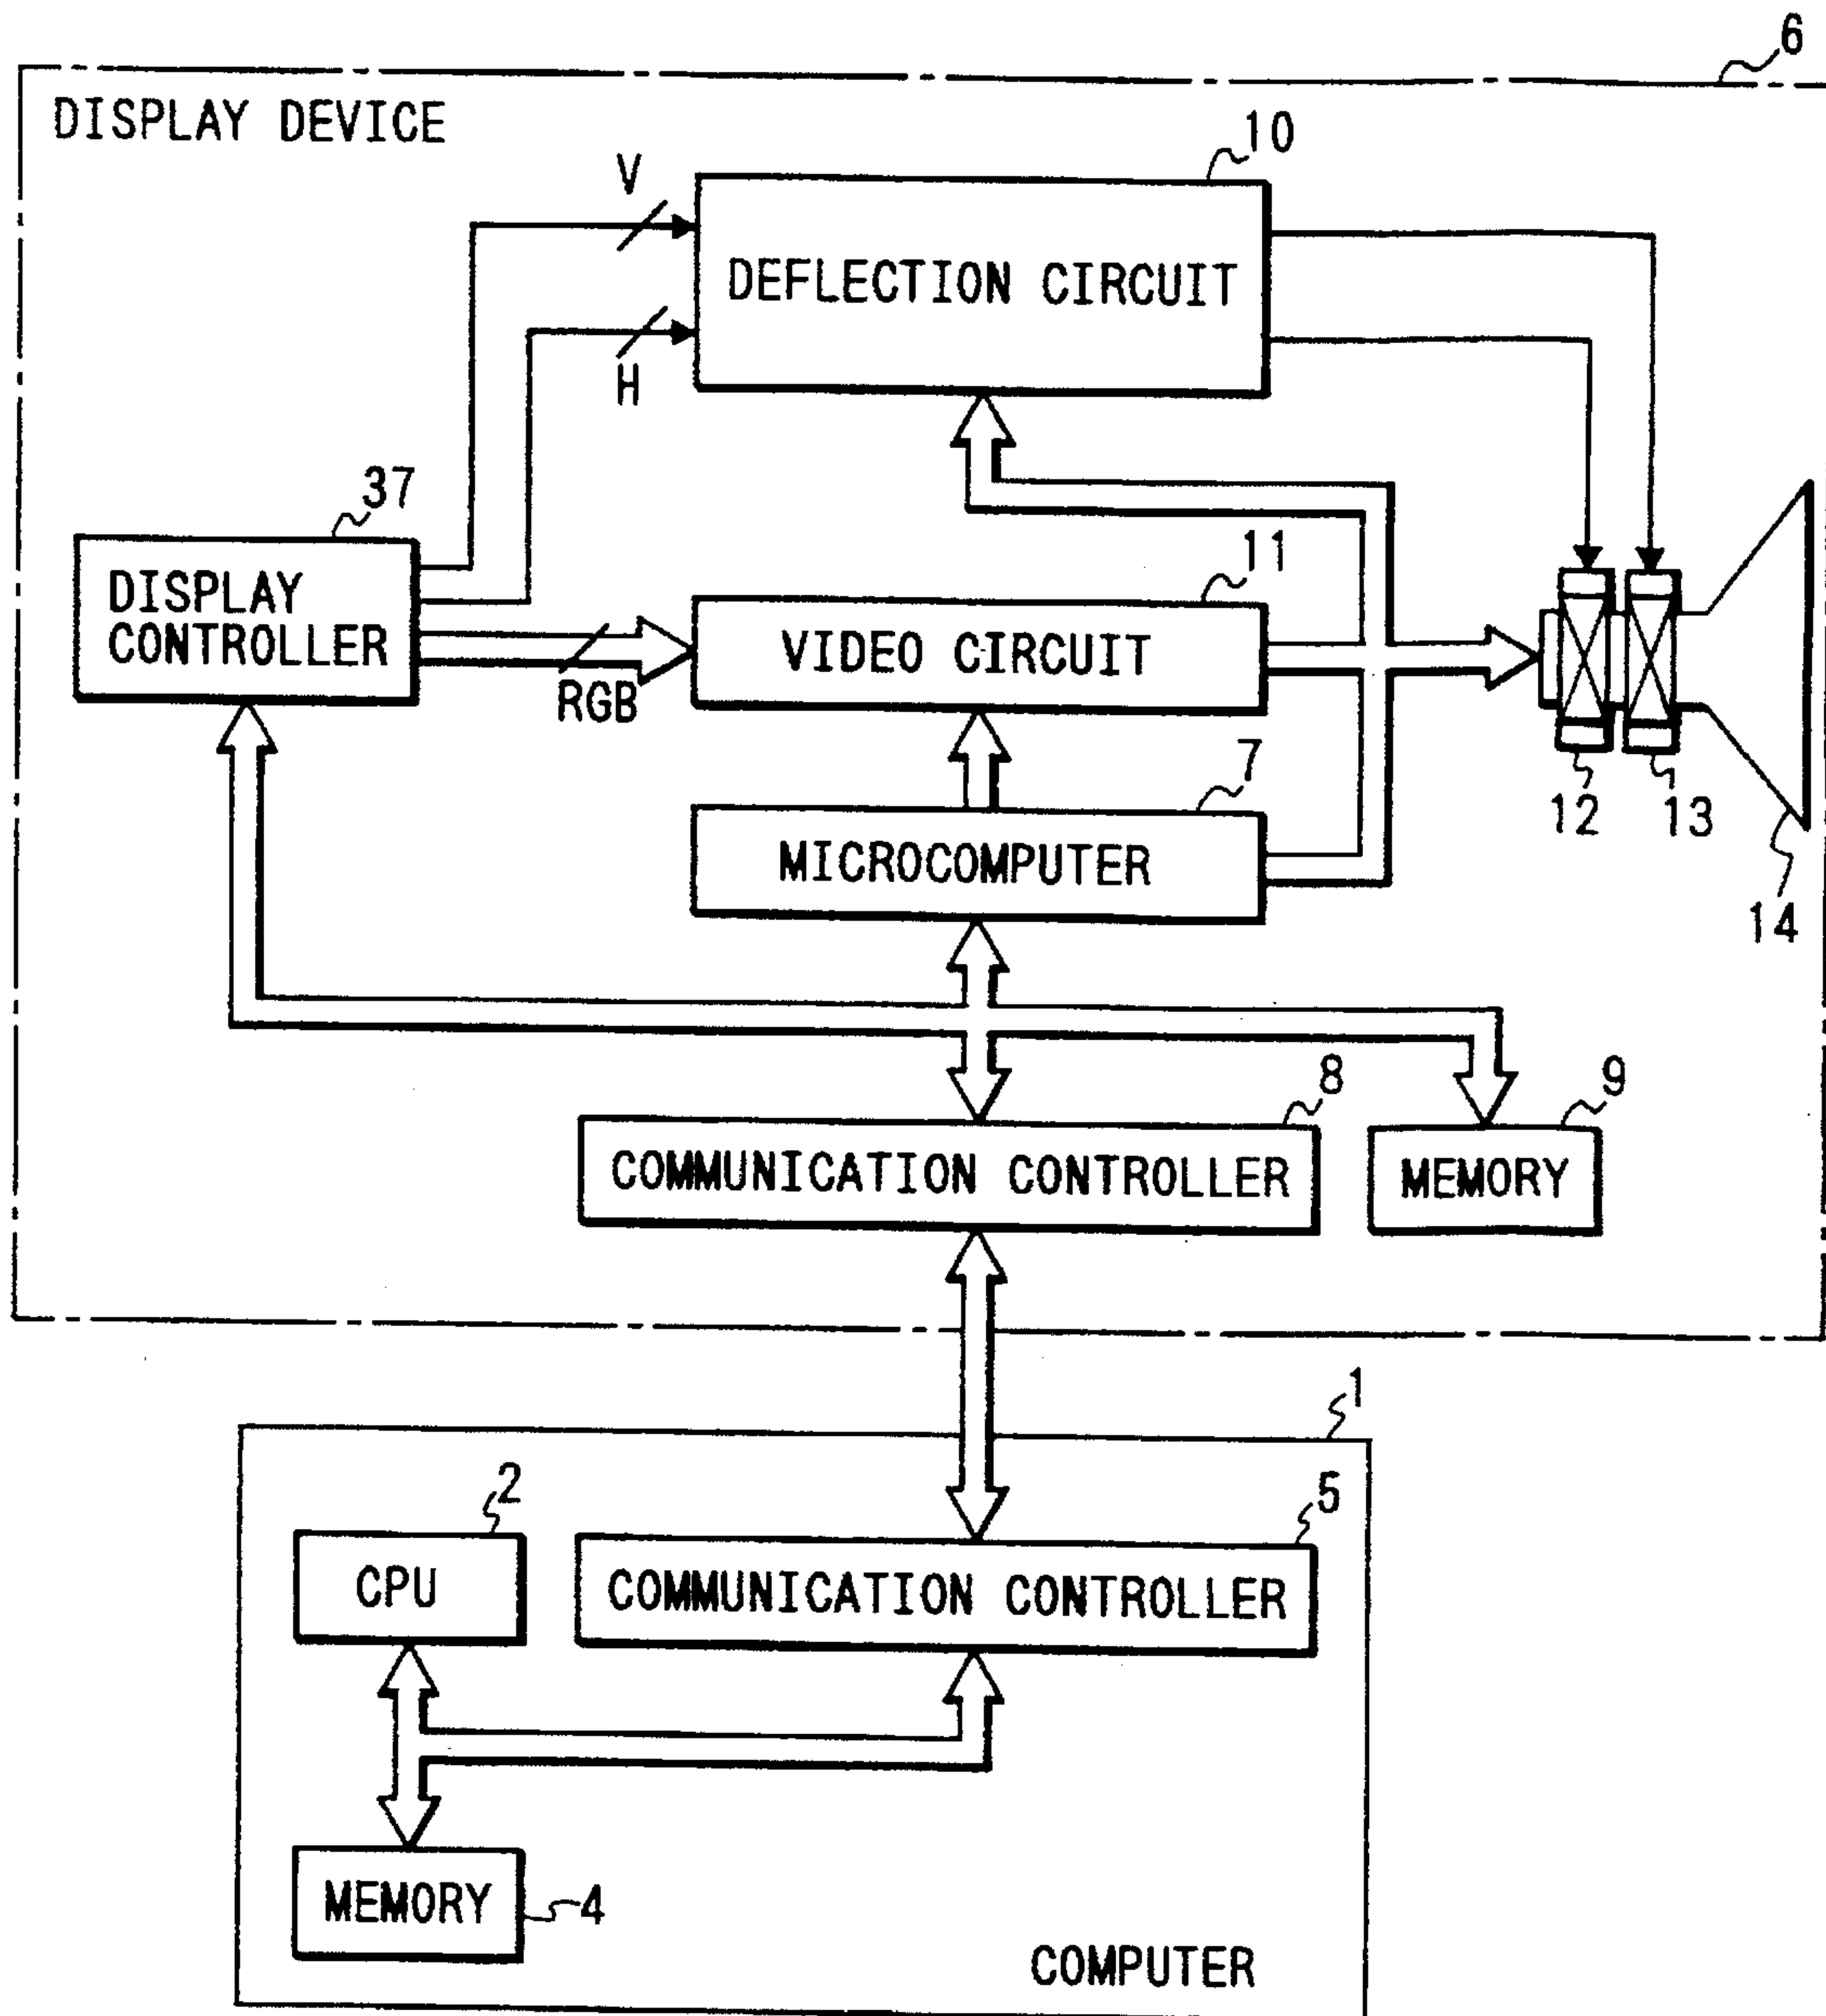 6
DISPLAY DEVICE
10
V
DEFLECTION CIRCUIT
H
37
DISPLAY
CONTROLLER
11
VIDEO CIRCUIT
RGB
7
MICROCOMPUTER
12
13
14
8
COMMUNICATION CONTROLLER
9
MEMORY
1
2
CPU
5
COMMUNICATION CONTROLLER
MEMORY
4
COMPUTER